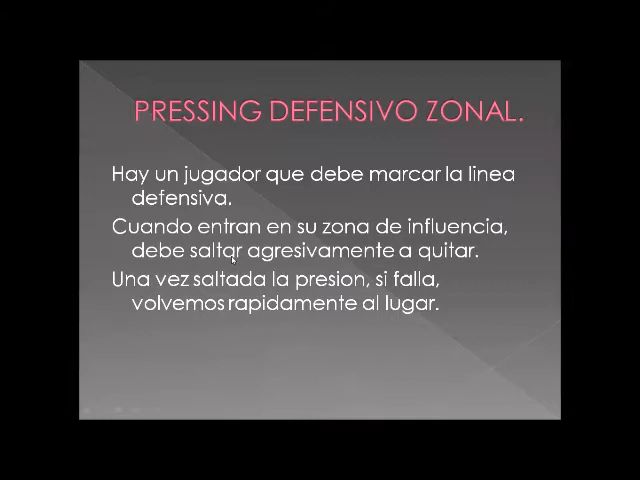 PRESSING DEFENSIVO ZONAL.
Hay un jugador que debe marcar la linea
defensiva.
Cuando entran en su zona de influencia,
debe saltar agresivamente a quitar.
Una vez saltada la presion, si falla,
volvemos rapidamente al lugar.